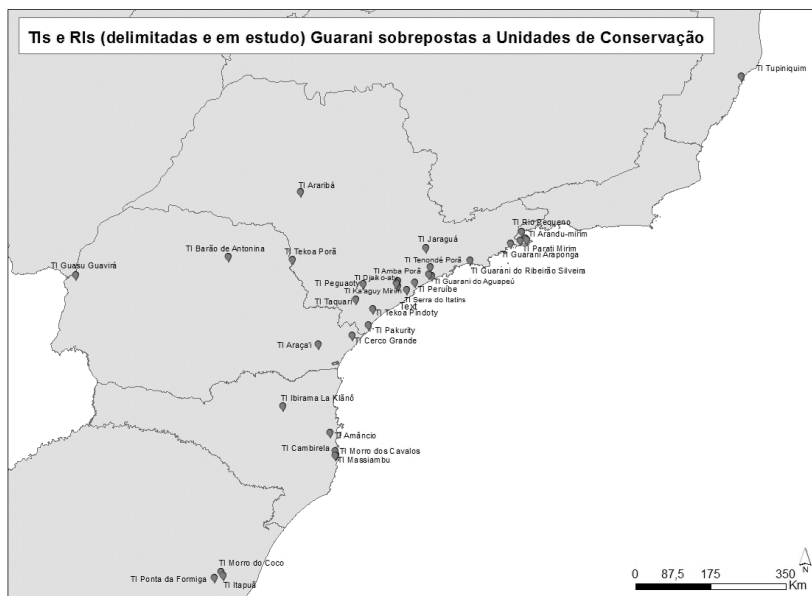 TIs e RIs (delimitadas e em estudo) Guarani sobrepostas a Unidades de Conservação
TI Tupiniquim
TI Araribá
TI Rio Pequeno
TI Arandu-mirim
TI Jaraguá
TI Parati Mirim
TI Barão de Antonina
TI Tekoa Porã
TI Guarani Araponga
TI Tenondé Porã
TI Guasu Guavirá
TI Amba Porã
TI Guarani do Ribeirão Silveira
TI Djaiko-aty
TI Peguaoty
TI Guarani do Aguapeú
TI Ka'aguy Mirim
TI Peruíbe
TI Taquari
TI Serra do Itatins
Text
TI Tekoa Pindoty
TI Pakurity
TI Cerco Grande
TI Araça'i
TI Ibirama La Klãnõ
TI Amâncio
TI Cambirela
TI Morro dos Cavalos
TI Massiambu
TI Morro do Coco
TI Ponta da Formiga
TI Itapuã
N
0 87,5 175 350
Km